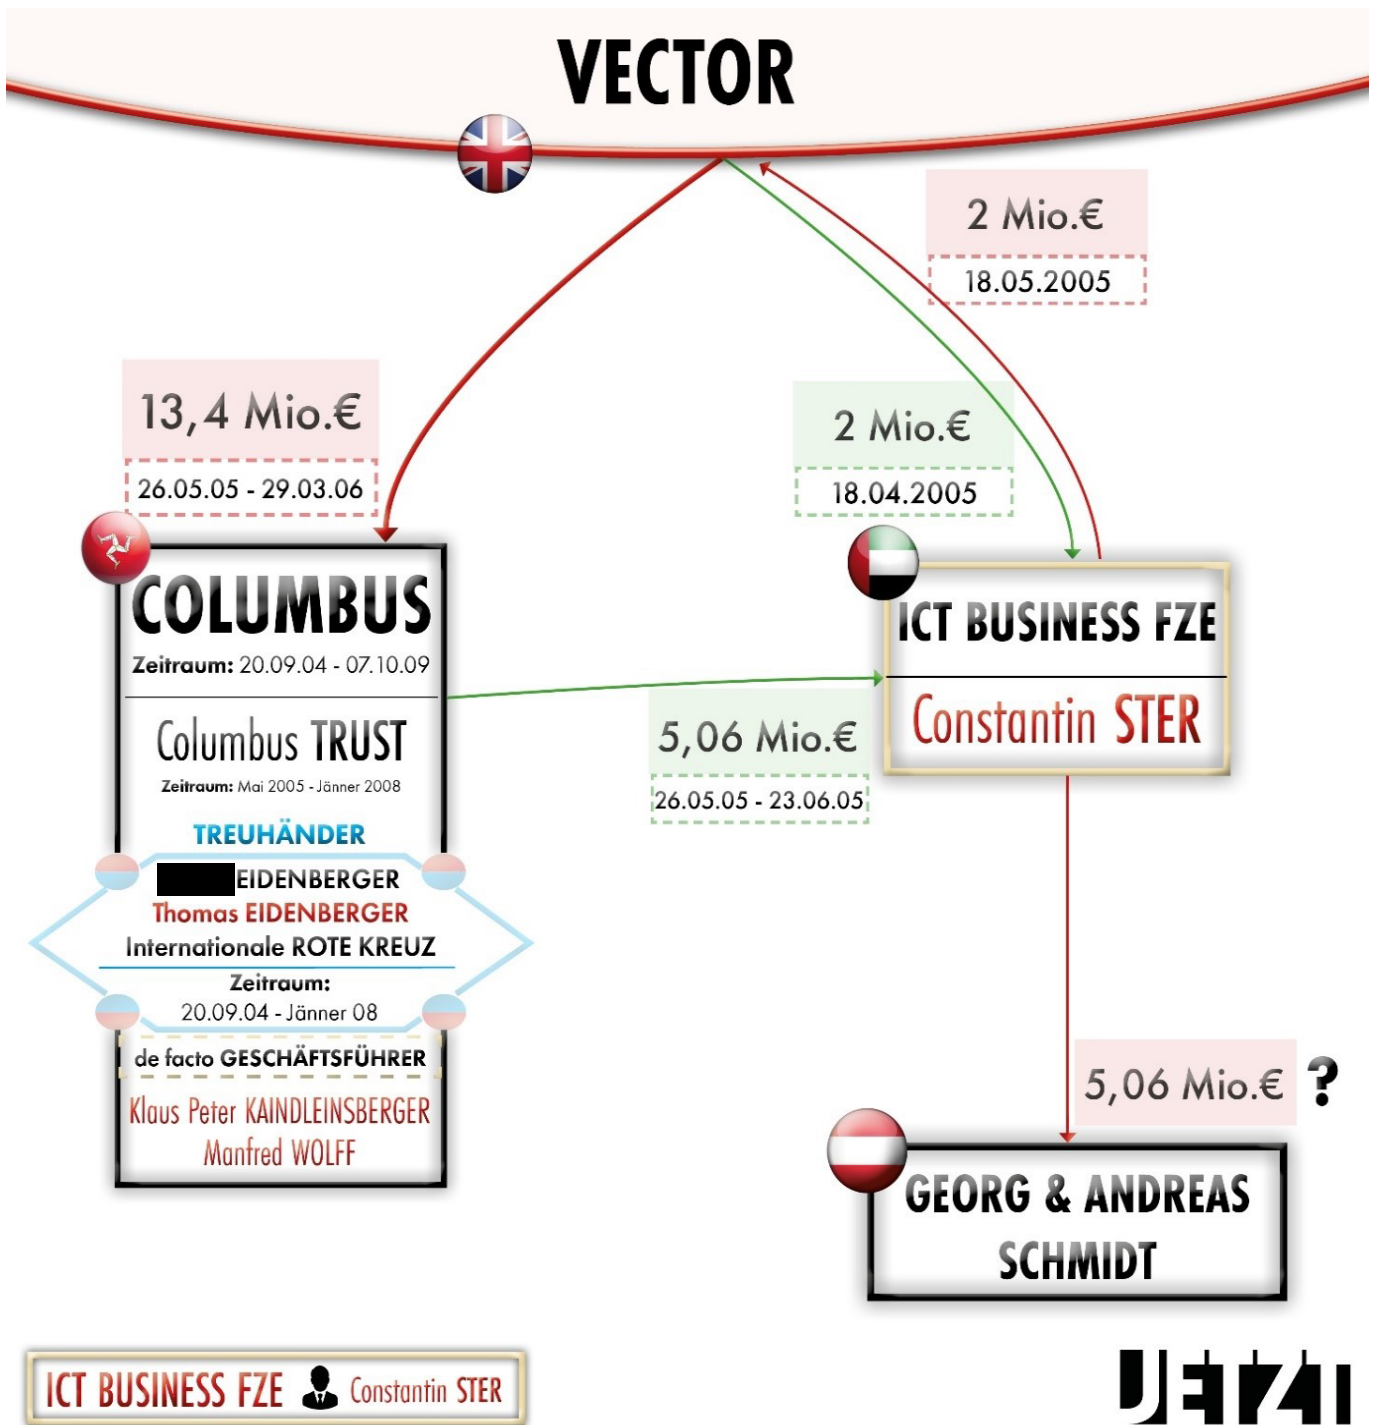 VECTOR
2 Mio.€
18.05.2005
13,4 Mio.€
26.05.05 - 29.03.06
2 Mio.€
18.04.2005
COLUMBUS
Zeitraum: 20.09.04 - 07.10.09
Columbus TRUST
Zeitraum: Mai 2005 - Jänner 2008
TREUHÄNDER
EIDENBERGER
Thomas EIDENBERGER
Internationale ROTE KREUZ
Zeitraum:
20.09.04 - Jänner 08
de facto GESCHÄFTSFÜHRER
Klaus Peter KAINDLEINSBERGER
Manfred WOLFF
5,06 Mio.€
26.05.05 - 23.06.05
ICT BUSINESS FZE
Constantin STER
5,06 Mio.€ ?
GEORG & ANDREAS
SCHMIDT
ICT BUSINESS FZE Constantin STER
JETZT